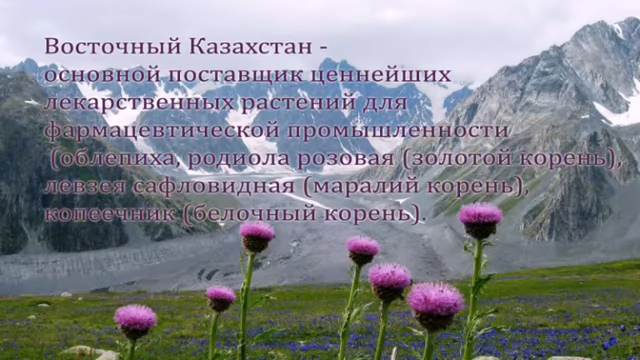 Восточный Казахстан -
основной поставщик ценнейших
лекарственных растений для
фармацевтической промышленности
(облепиха, родиола розовая (золотой корень),
левзея сафловидная (маралий корень),
копеечник (белочный корень).